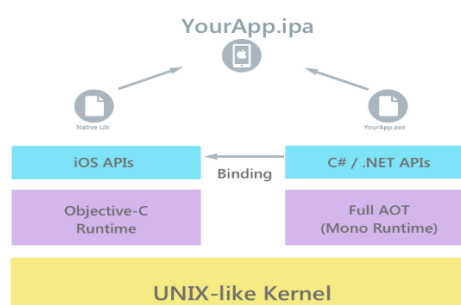 YourApp.ipa
Native Lib
YourApp.exe
iOS APIs
C# / .NET APIs
Binding
Objective-C
Runtime
Full AOT
(Mono Runtime)
UNIX-like Kernel